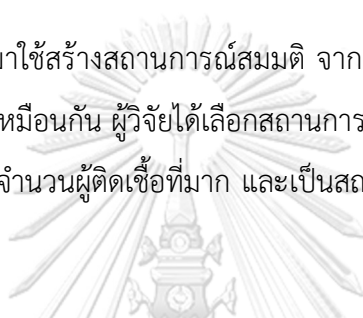 มาใช้สร้างสถานการณ์สมมติ จาก
เหมือนกัน ผู้วิจัยได้เลือกสถานการ
จำนวนผู้ติดเชื้อที่มาก และเป็นสถ